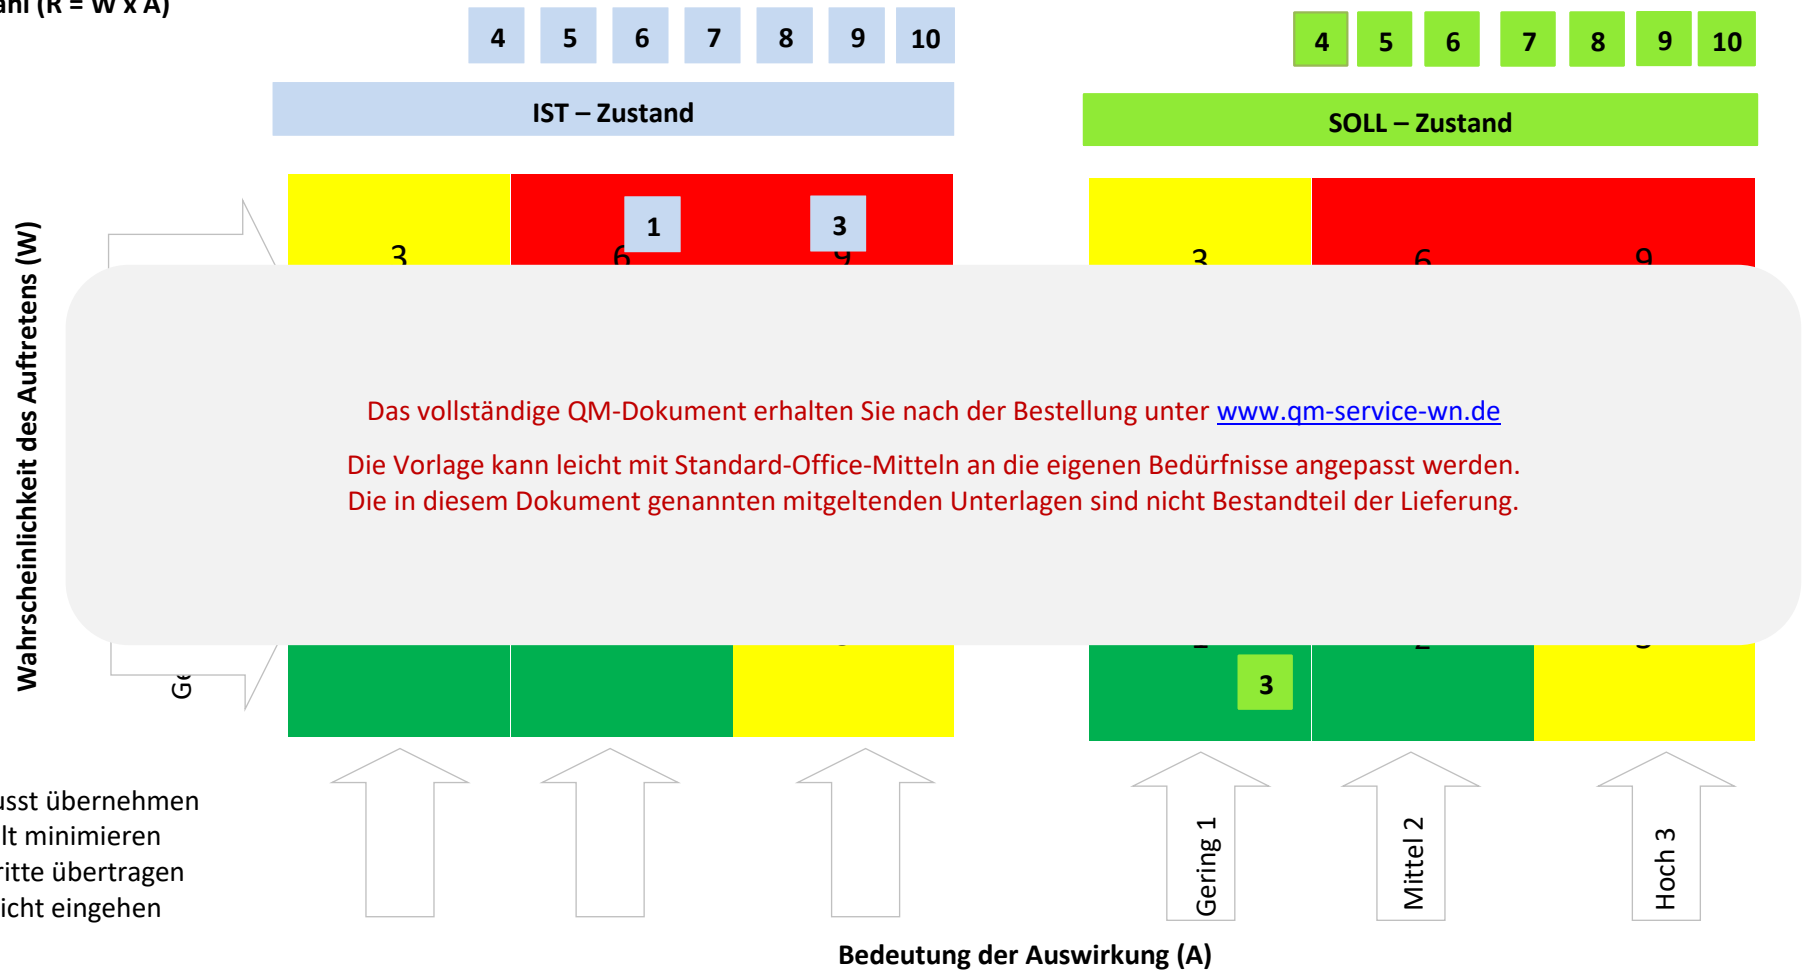 (R = W x A)
4 5 6 7 8 9 10
4 5 6 7 8 9 10
IST – Zustand
SOLL – Zustand
Wahrscheinlichkeit des Auftretens (W)
1
3
3
6
9
3
6
9
Das vollständige QM-Dokument erhalten Sie nach der Bestellung unter www.qm-service-wn.de
Die Vorlage kann leicht mit Standard-Office-Mitteln an die eigenen Bedürfnisse angepasst werden.
Die in diesem Dokument genannten mitgeltenden Unterlagen sind nicht Bestandteil der Lieferung.
3
übernehmen
minimieren
übertragen
eingehen
Gering 1
Mittel 2
Hoch 3
Bedeutung der Auswirkung (A)